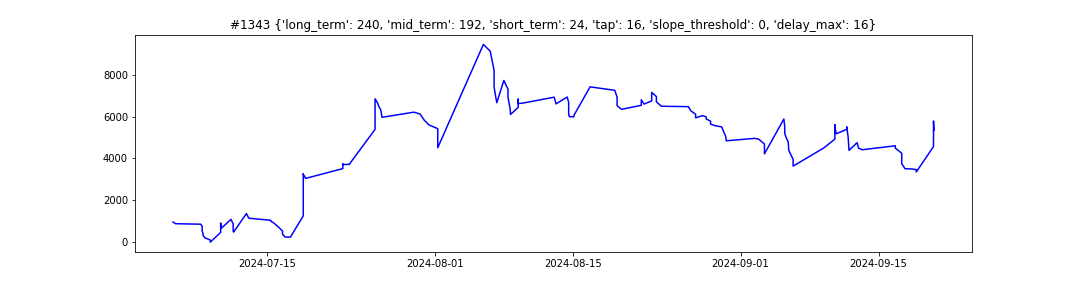 #1343 {'long_term': 240, 'mid_term': 192, 'short_term': 24, 'tap': 16, 'slope_threshold': 0, 'delay_max': 16}
8000
6000
4000
2000
0
2024-07-15 2024-08-01 2024-08-15 2024-09-01 2024-09-15